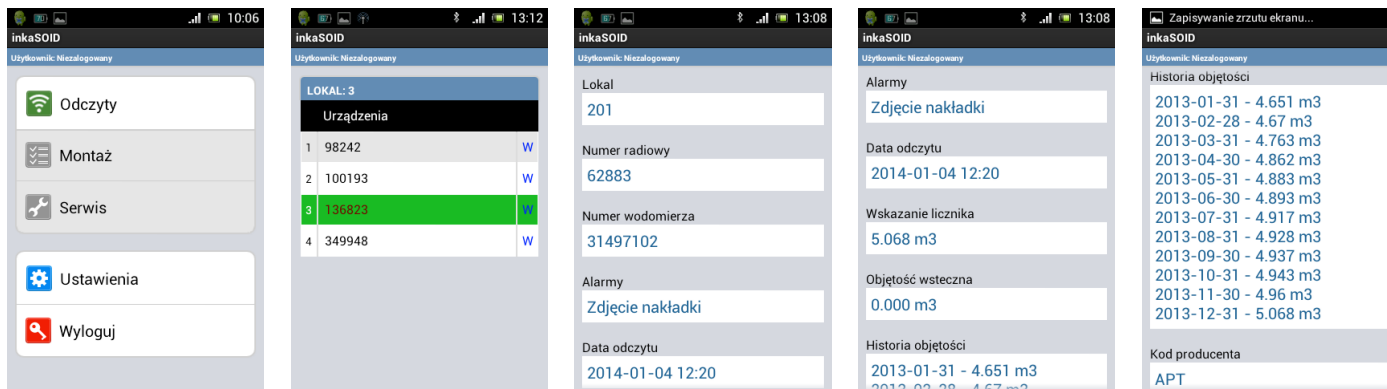 10:06
inkaSOID
Użytkownik: Niezalogowany
Odczyty
Montaż
Serwis
Ustawienia
Wyloguj
13:12
inkaSOID
Użytkownik: Niezalogowany
LOKAL: 3
Urządzenia
1 98242 W
2 100193 W
3 136823 W
4 349948 W
13:08
inkaSOID
Użytkownik: Niezalogowany
Lokal
201
Numer radiowy
62883
Numer wodomierza
31497102
Alarmy
Zdjęcie nakładki
Data odczytu
2014-01-04 12:20
13:08
inkaSOID
Użytkownik: Niezalogowany
Alarmy
Zdjęcie nakładki
Data odczytu
2014-01-04 12:20
Wskazanie licznika
5.068 m3
Objętość wsteczna
0.000 m3
Historia objętości
2013-01-31 - 4.651 m3
2013-02-28 - 4.67 m3
Zapisywanie zrzutu ekranu...
inkaSOID
Użytkownik: Niezalogowany
Historia objętości
2013-01-31 - 4.651 m3
2013-02-28 - 4.67 m3
2013-03-31 - 4.763 m3
2013-04-30 - 4.862 m3
2013-05-31 - 4.883 m3
2013-06-30 - 4.893 m3
2013-07-31 - 4.917 m3
2013-08-31 - 4.928 m3
2013-09-30 - 4.937 m3
2013-10-31 - 4.943 m3
2013-11-30 - 4.96 m3
2013-12-31 - 5.068 m3
Kod producenta
APT